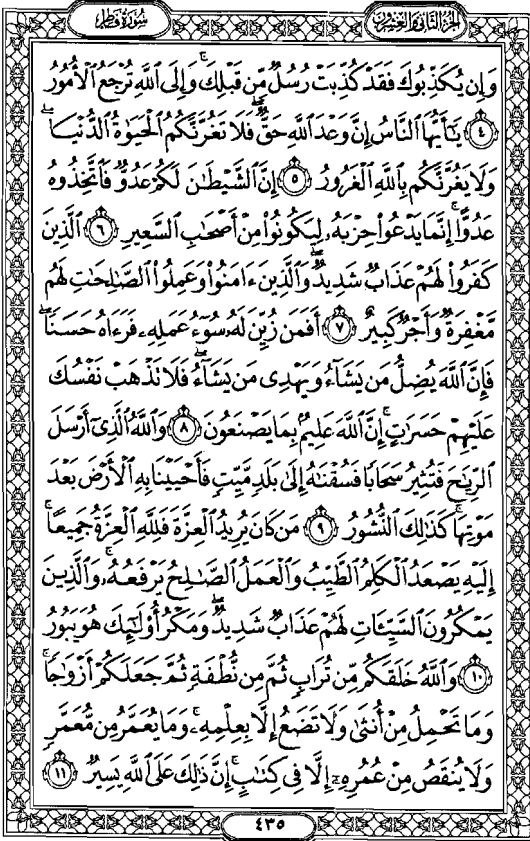 الجزء الثاني والعشرون
سُورَةُ فَاطِر
وَإِن يُكَذِّبُوكَ فَقَدْ كُذِّبَتْ رُسُلٌ مِّن قَبْلِكَ ۚ وَإِلَى ٱللَّهِ تُرْجَعُ ٱلْأُمُورُ
٤ يَـٰٓأَيُّهَا ٱلنَّاسُ إِنَّ وَعْدَ ٱللَّهِ حَقٌّ ۖ فَلَا تَغُرَّنَّكُمُ ٱلْحَيَوٰةُ ٱلدُّنْيَا ۖ
وَلَا يَغُرَّنَّكُم بِٱللَّهِ ٱلْغَرُورُ ٥ إِنَّ ٱلشَّيْطَـٰنَ لَكُمْ عَدُوٌّ فَٱتَّخِذُوهُ
عَدُوًّا ۚ إِنَّمَا يَدْعُوا۟ حِزْبَهُۥ لِيَكُونُوا۟ مِنْ أَصْحَـٰبِ ٱلسَّعِيرِ ٦ ٱلَّذِينَ
كَفَرُوا۟ لَهُمْ عَذَابٌ شَدِيدٌ ۖ وَٱلَّذِينَ ءَامَنُوا۟ وَعَمِلُوا۟ ٱلصَّـٰلِحَـٰتِ لَهُم
مَّغْفِرَةٌ وَأَجْرٌ كَبِيرٌ ٧ أَفَمَن زُيِّنَ لَهُۥ سُوٓءُ عَمَلِهِۦ فَرَءَاهُ حَسَنًا ۖ
فَإِنَّ ٱللَّهَ يُضِلُّ مَن يَشَآءُ وَيَهْدِى مَن يَشَآءُ ۖ فَلَا تَذْهَبْ نَفْسُكَ
عَلَيْهِمْ حَسَرَٰتٍ ۚ إِنَّ ٱللَّهَ عَلِيمٌۢ بِمَا يَصْنَعُونَ ٨ وَٱللَّهُ ٱلَّذِىٓ أَرْسَلَ
ٱلرِّيَـٰحَ فَتُثِيرُ سَحَابًا فَسُقْنَـٰهُ إِلَىٰ بَلَدٍ مَّيِّتٍ فَأَحْيَيْنَا بِهِ ٱلْأَرْضَ بَعْدَ
مَوْتِهَا ۚ كَذَٰلِكَ ٱلنُّشُورُ ٩ مَن كَانَ يُرِيدُ ٱلْعِزَّةَ فَلِلَّهِ ٱلْعِزَّةُ جَمِيعًا ۚ
إِلَيْهِ يَصْعَدُ ٱلْكَلِمُ ٱلطَّيِّبُ وَٱلْعَمَلُ ٱلصَّـٰلِحُ يَرْفَعُهُۥ ۚ وَٱلَّذِينَ
يَمْكُرُونَ ٱلسَّيِّـَٔاتِ لَهُمْ عَذَابٌ شَدِيدٌ ۖ وَمَكْرُ أُو۟لَـٰٓئِكَ هُوَ يَبُورُ
١٠ وَٱللَّهُ خَلَقَكُم مِّن تُرَابٍ ثُمَّ مِن نُّطْفَةٍ ثُمَّ جَعَلَكُمْ أَزْوَٰجًا ۚ
وَمَا تَحْمِلُ مِنْ أُنثَىٰ وَلَا تَضَعُ إِلَّا بِعِلْمِهِۦ ۚ وَمَا يُعَمَّرُ مِن مُّعَمَّرٍ
وَلَا يُنقَصُ مِنْ عُمُرِهِۦٓ إِلَّا فِى كِتَـٰبٍ ۚ إِنَّ ذَٰلِكَ عَلَى ٱللَّهِ يَسِيرٌ ١١
٤٣٥